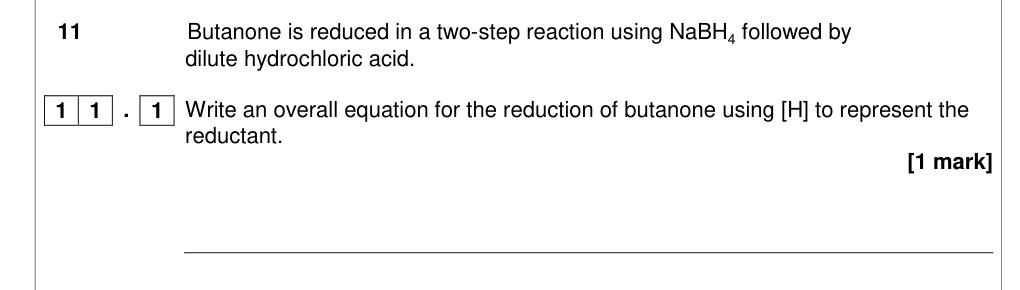 11 Butanone is reduced in a two-step reaction using NaBH₄ followed by
dilute hydrochloric acid.
1 1 . 1 Write an overall equation for the reduction of butanone using [H] to represent the
reductant.
[1 mark]